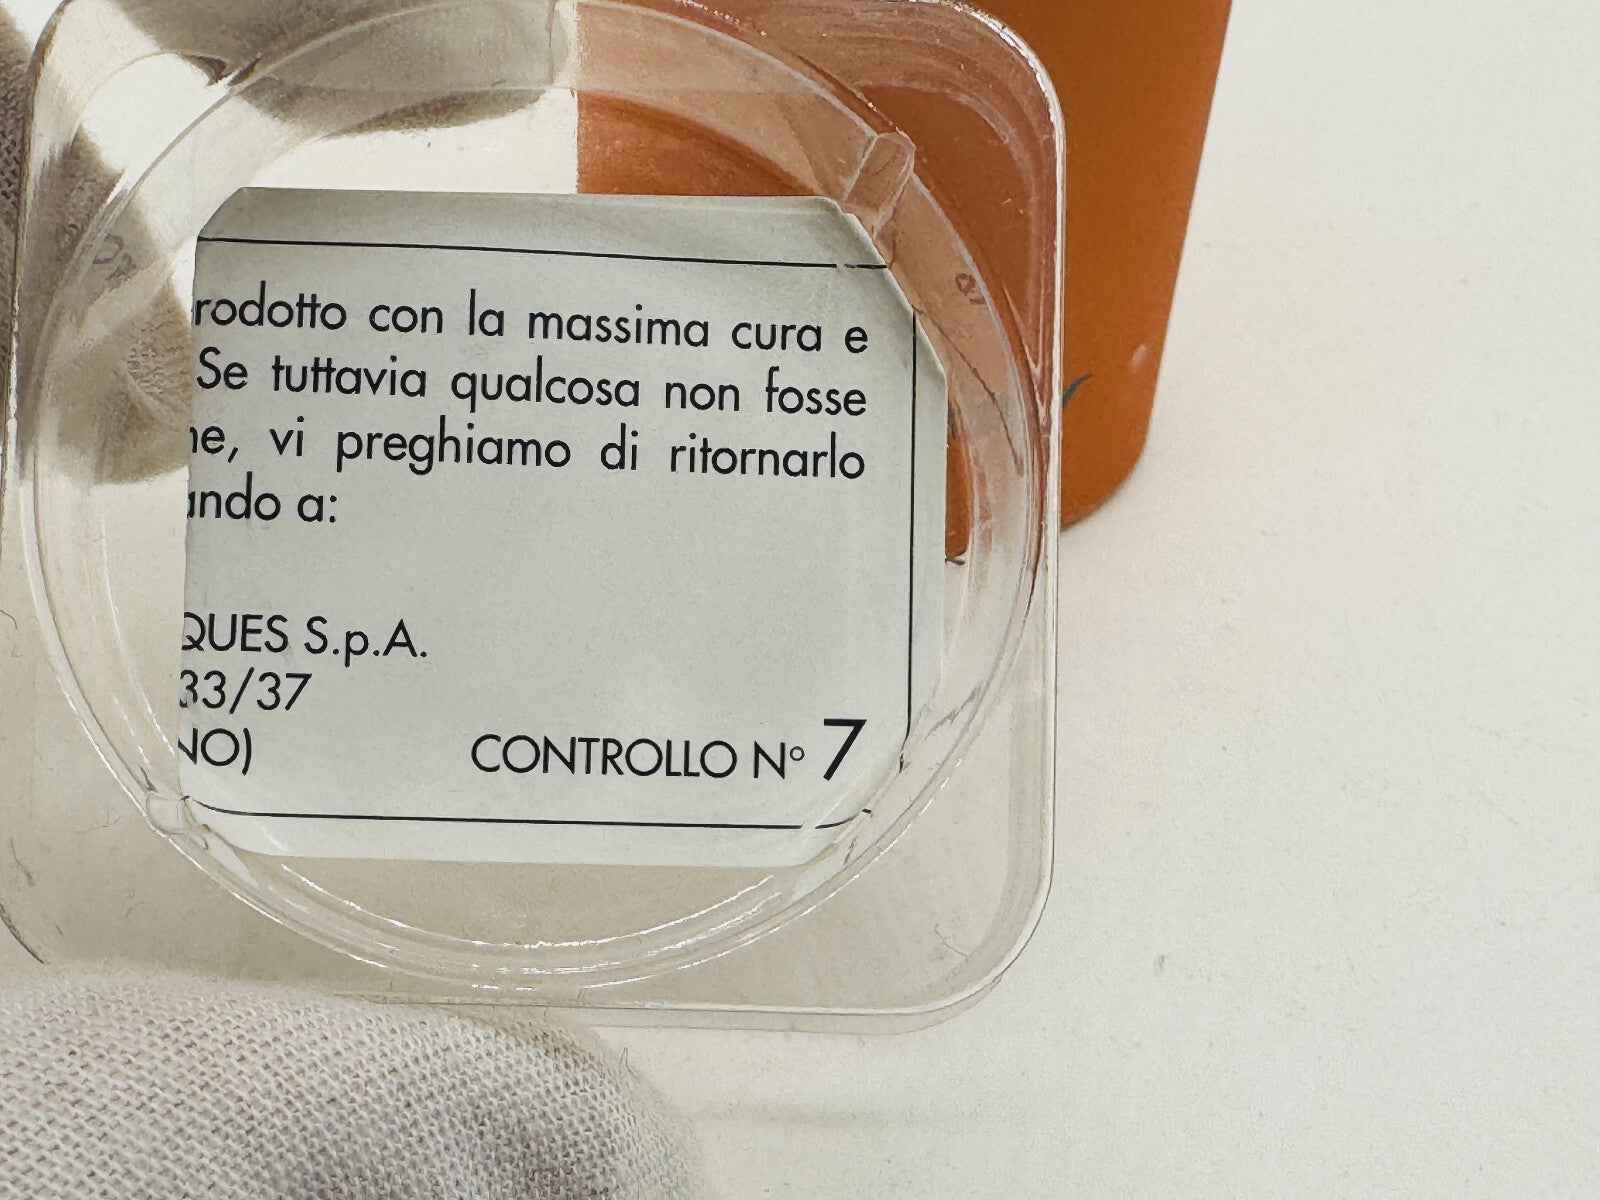 rodotto con la massima cura e
Se tuttavia qualcosa non fosse
ne, vi preghiamo di ritornarlo
ando a:
QUES S.p.A.
33/37
NO)
CONTROLLO N° 7